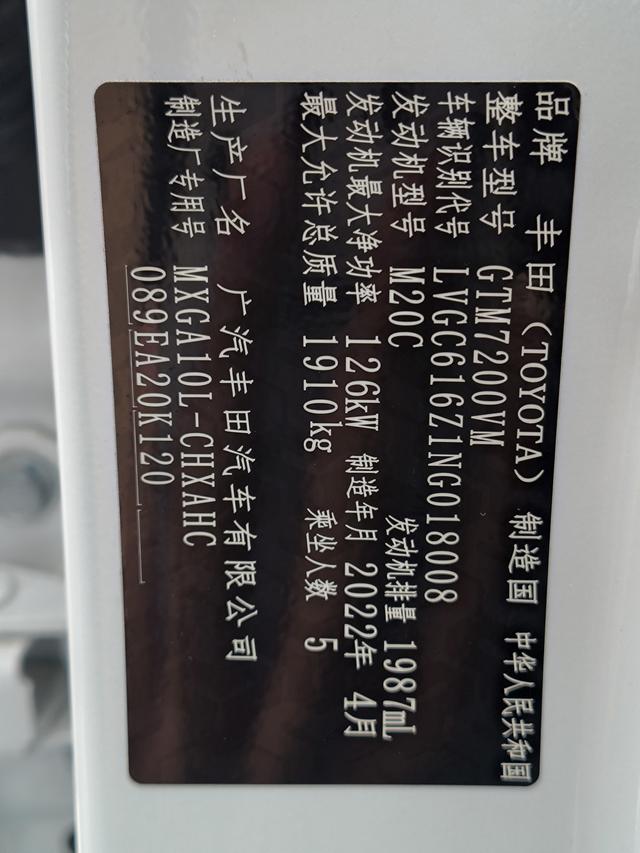 品牌 丰田（TOYOTA） 制造国 中华人民共和国
整车型号 GTM7200VM
车辆识别代号 LVGC616Z1NG018008
发动机型号 M20C 发动机排量 1987mL
发动机最大净功率 126kW 制造年月 2022年 4月
最大允许总质量 1910kg 乘坐人数 5
生产厂名 广汽丰田汽车有限公司
制造厂专用号 MXGA10L-CHXAHC
089EA20K120